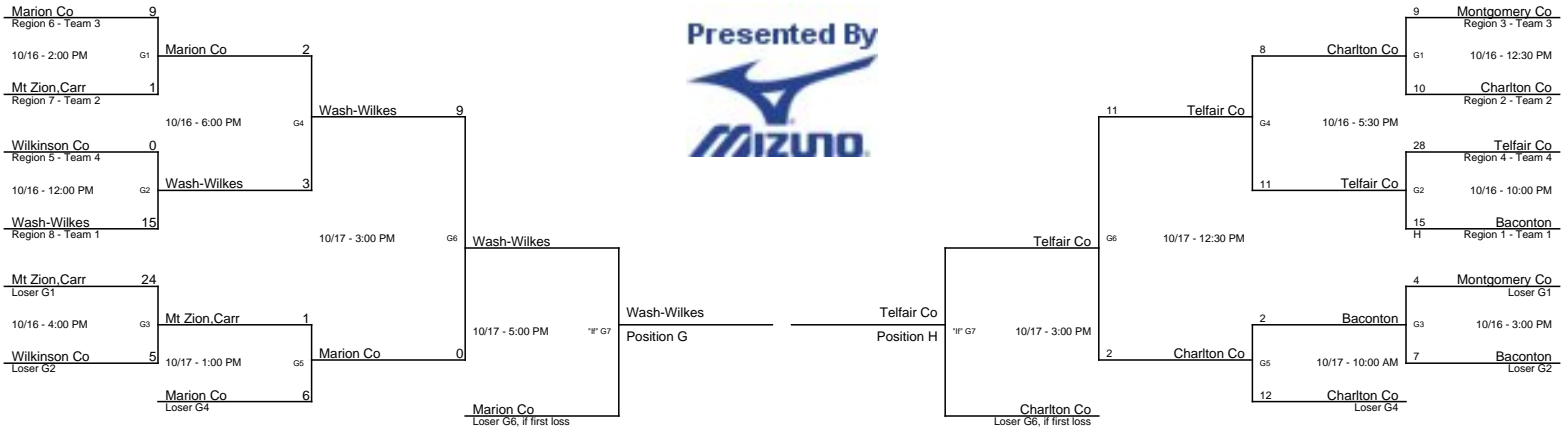 Marion Co 9
Region 6 - Team 3
10/16 - 2:00 PM G1
Marion Co 2
Mt Zion,Carr 1
Region 7 - Team 2
10/16 - 6:00 PM G4
Wash-Wilkes 9
Wilkinson Co 0
Region 5 - Team 4
10/16 - 12:00 PM G2
Wash-Wilkes 3
Wash-Wilkes 15
Region 8 - Team 1
10/17 - 3:00 PM G6
Wash-Wilkes
Mt Zion,Carr 24
Loser G1
10/16 - 4:00 PM G3
Mt Zion,Carr 1
Wilkinson Co 5
Loser G2
10/17 - 1:00 PM G5
Marion Co 0
Marion Co 6
Loser G4
10/17 - 5:00 PM "If" G7
Wash-Wilkes
Position G
Marion Co
Loser G6, if first loss
Presented By
MIZUNO
9 Montgomery Co
Region 3 - Team 3
8 Charlton Co
G1 10/16 - 12:30 PM
10 Charlton Co
Region 2 - Team 2
11 Telfair Co
G4 10/16 - 5:30 PM
28 Telfair Co
Region 4 - Team 4
11 Telfair Co
G2 10/16 - 10:00 PM
15 Baconton
H Region 1 - Team 1
Telfair Co
G6 10/17 - 12:30 PM
4 Montgomery Co
Loser G1
2 Baconton
G3 10/16 - 3:00 PM
7 Baconton
Loser G2
2 Charlton Co
G5 10/17 - 10:00 AM
12 Charlton Co
Loser G4
Telfair Co
Position H
"If" G7 10/17 - 3:00 PM
Charlton Co
Loser G6, if first loss